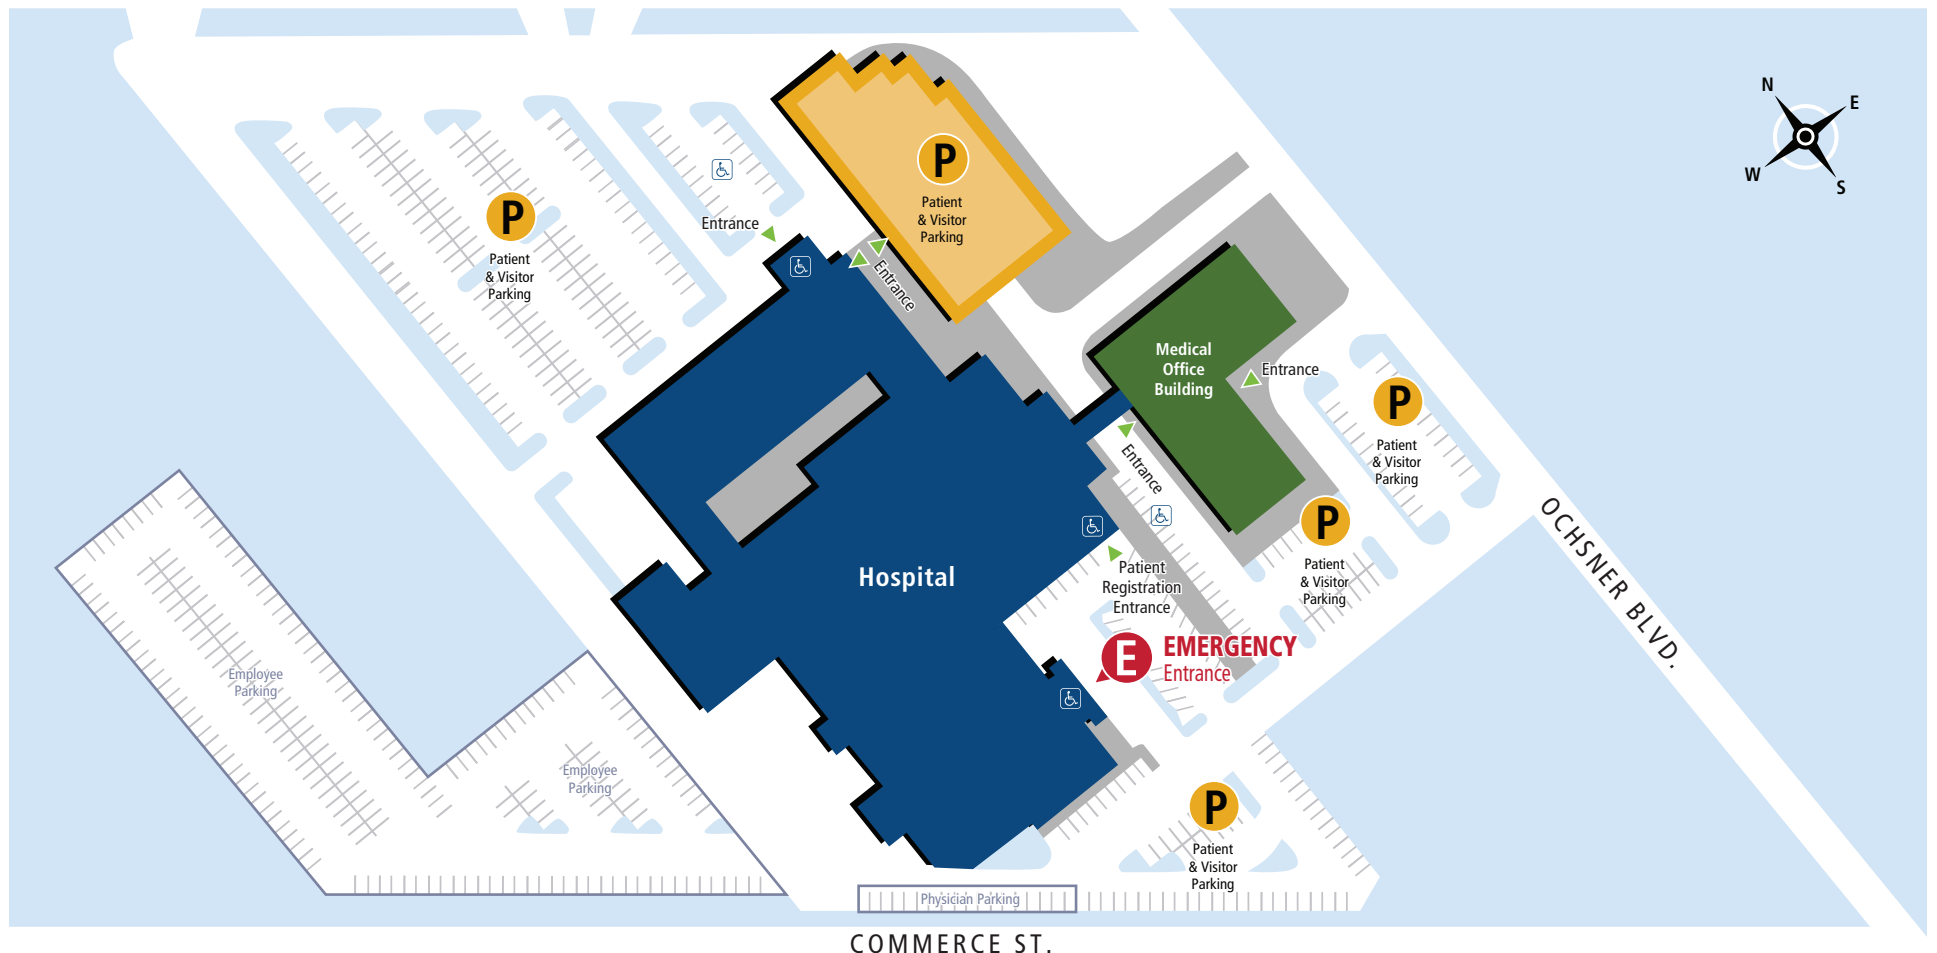 N
E
W
S
P
Patient
& Visitor
Parking
P
Patient
& Visitor
Parking
Entrance
Entrance
Medical
Office
Building
Entrance
Entrance
P
Patient
& Visitor
Parking
P
Patient
& Visitor
Parking
OCHSNER BLVD.
Hospital
Patient
Registration
Entrance
E
EMERGENCY
Entrance
Employee
Parking
Employee
Parking
P
Patient
& Visitor
Parking
Physician Parking
COMMERCE ST.